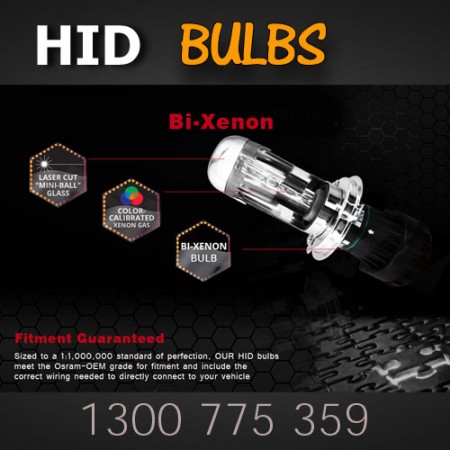 HID BULBS
Bi-Xenon
LASER CUT
"MINI-BALL"
GLASS
COLOR-
CALIBRATED
XENON GAS
BI-XENON
BULB
Fitment Guaranteed
Sized to a 1:1,000,000 standard of perfection, OUR HID bulbs
meet the Osram-OEM grade for fitment and include the
correct wiring needed to directly connect to your vehicle
1300 775 359